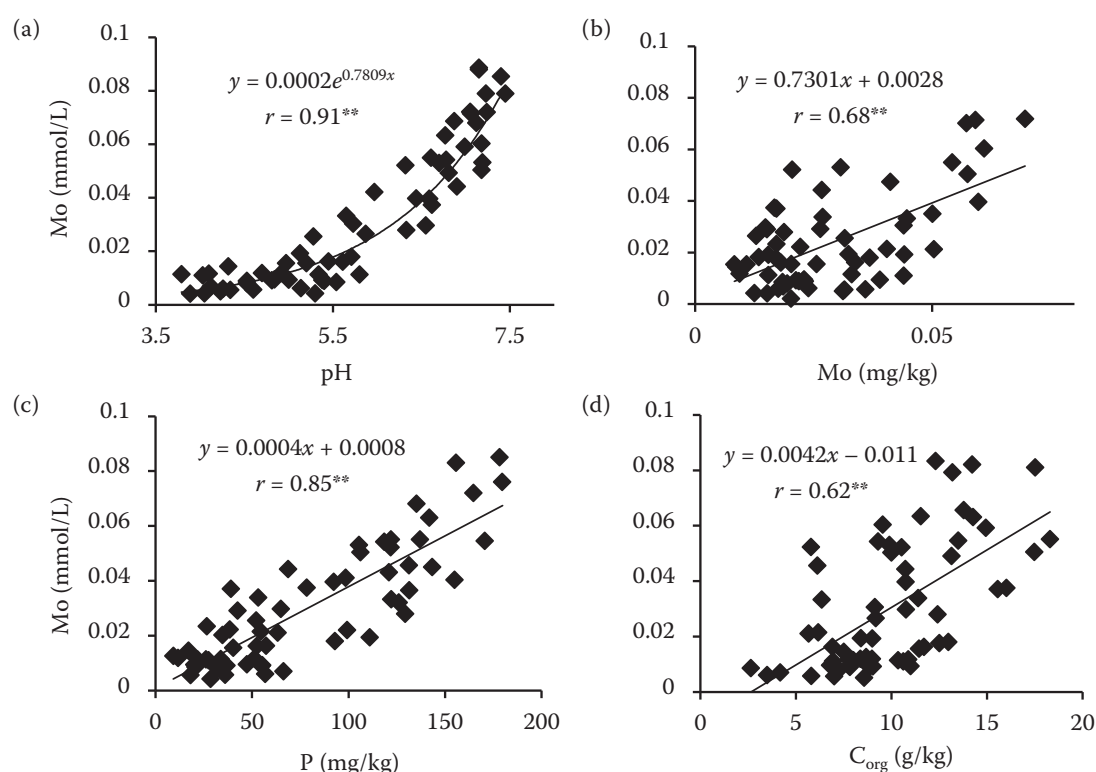 (a)
0.1
0.08
0.06
0.04
0.02
0
Mo (mmol/L)
y = 0.0002e^0.7809x
r = 0.91**
3.5 5.5 7.5
pH
(b)
0.1
0.08
0.06
0.04
0.02
0
y = 0.7301x + 0.0028
r = 0.68**
0 0.05
Mo (mg/kg)
(c)
0.1
0.08
0.06
0.04
0.02
0
Mo (mmol/L)
y = 0.0004x + 0.0008
r = 0.85**
0 50 100 150 200
P (mg/kg)
(d)
0.1
0.08
0.06
0.04
0.02
0
y = 0.0042x – 0.011
r = 0.62**
0 5 10 15 20
C_org (g/kg)